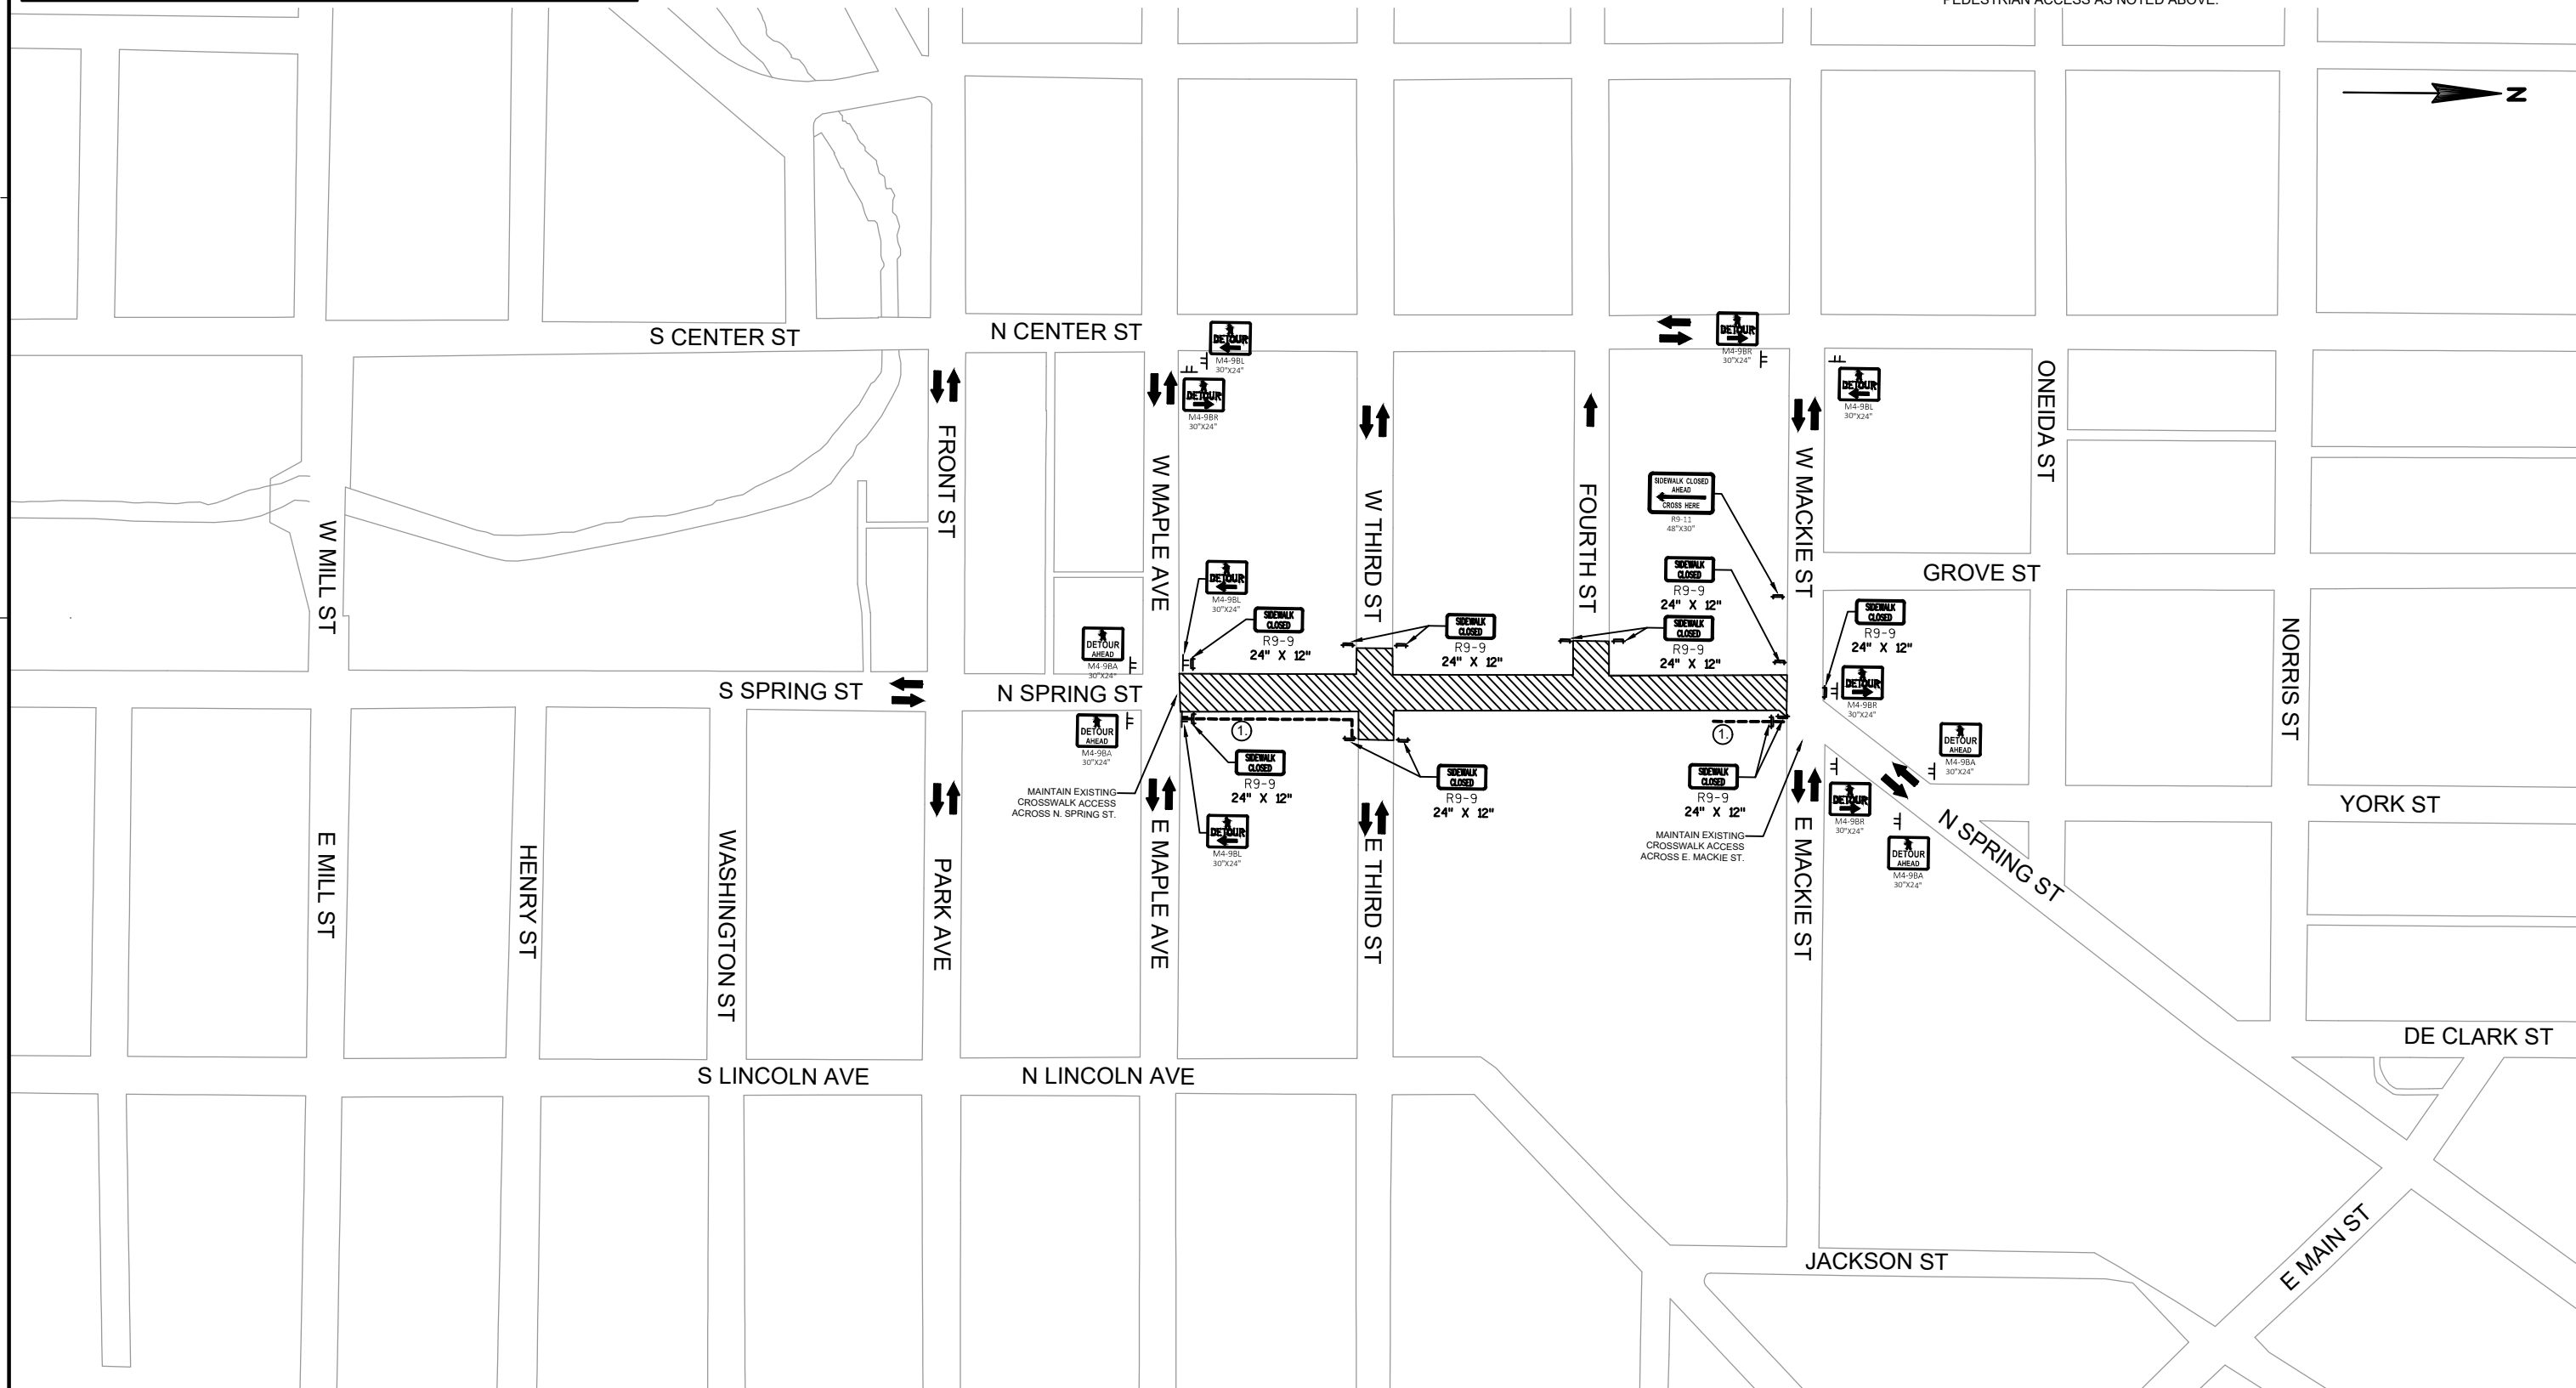 PEDESTRIAN ACCESS AS NOTED ABOVE.
N
S CENTER ST
N CENTER ST
DETOUR
M4-9BL
30"X24"
DETOUR
M4-9BR
30"X24"
DETOUR
M4-9BR
30"X24"
DETOUR
M4-9BL
30"X24"
ONEIDA ST
FRONT ST
W MAPLE AVE
W THIRD ST
FOURTH ST
W MACKIE ST
W MILL ST
SIDEWALK CLOSED
AHEAD
CROSS HERE
R9-11
48"X30"
GROVE ST
DETOUR
M4-9BL
30"X24"
SIDEWALK
CLOSED
R9-9
24" X 12"
SIDEWALK
CLOSED
R9-9
24" X 12"
SIDEWALK
CLOSED
R9-9
24" X 12"
SIDEWALK
CLOSED
R9-9
24" X 12"
SIDEWALK
CLOSED
R9-9
24" X 12"
NORRIS ST
DETOUR
AHEAD
M4-9BA
30"X24"
S SPRING ST
N SPRING ST
DETOUR
M4-9BR
30"X24"
DETOUR
AHEAD
M4-9BA
30"X24"
1.
1.
DETOUR
AHEAD
M4-9BA
30"X24"
SIDEWALK
CLOSED
R9-9
24" X 12"
SIDEWALK
CLOSED
R9-9
24" X 12"
SIDEWALK
CLOSED
R9-9
24" X 12"
MAINTAIN EXISTING
CROSSWALK ACCESS
ACROSS N. SPRING ST.
DETOUR
M4-9BL
30"X24"
MAINTAIN EXISTING
CROSSWALK ACCESS
ACROSS E. MACKIE ST.
DETOUR
M4-9BR
30"X24"
DETOUR
AHEAD
M4-9BA
30"X24"
YORK ST
N SPRING ST
E MILL ST
HENRY ST
WASHINGTON ST
PARK AVE
E MAPLE AVE
E THIRD ST
E MACKIE ST
DE CLARK ST
S LINCOLN AVE
N LINCOLN AVE
JACKSON ST
E MAIN ST